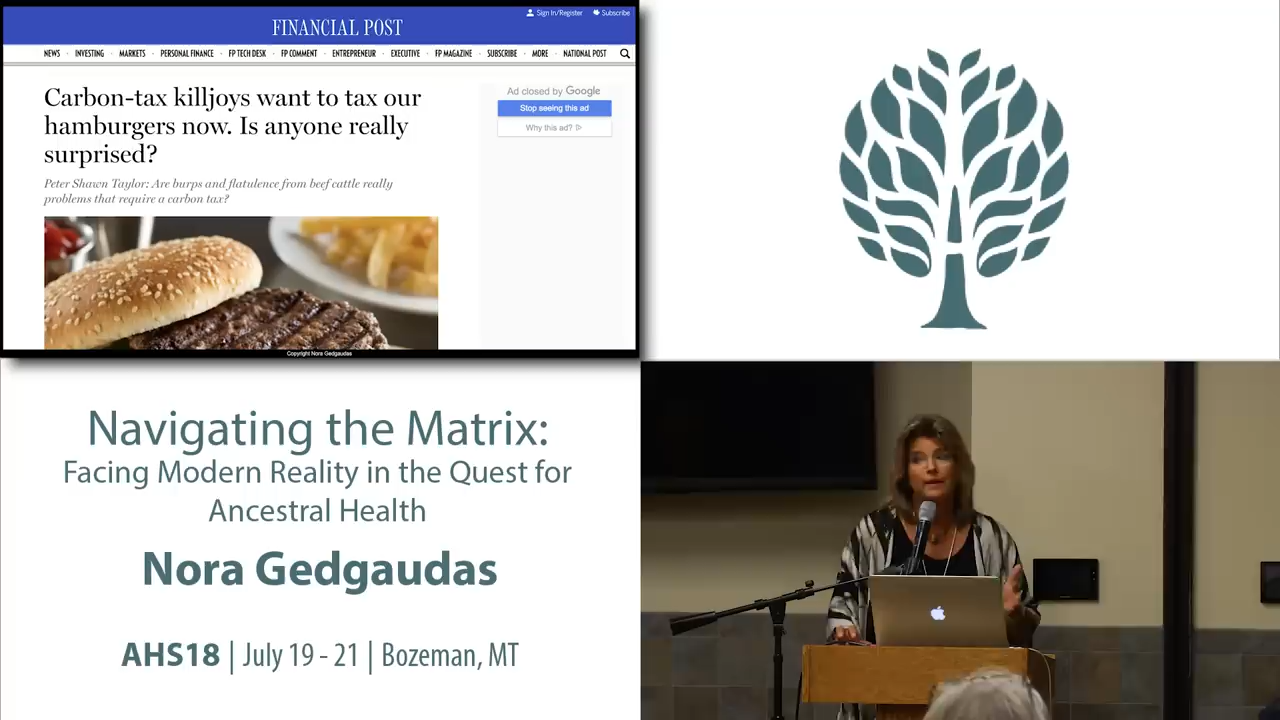 Sign In/Register Subscribe
FINANCIAL POST
NEWS INVESTING MARKETS PERSONAL FINANCE FP TECH DESK FP COMMENT ENTREPRENEUR EXECUTIVE FP MAGAZINE SUBSCRIBE MORE NATIONAL POST
Carbon-tax killjoys want to tax our
hamburgers now. Is anyone really
surprised?
Peter Shawn Taylor: Are burps and flatulence from beef cattle really
problems that require a carbon tax?
Ad closed by Google
Stop seeing this ad
Why this ad?
Copyright Nora Gedgaudas
Navigating the Matrix:
Facing Modern Reality in the Quest for
Ancestral Health
Nora Gedgaudas
AHS18 | July 19 - 21 | Bozeman, MT